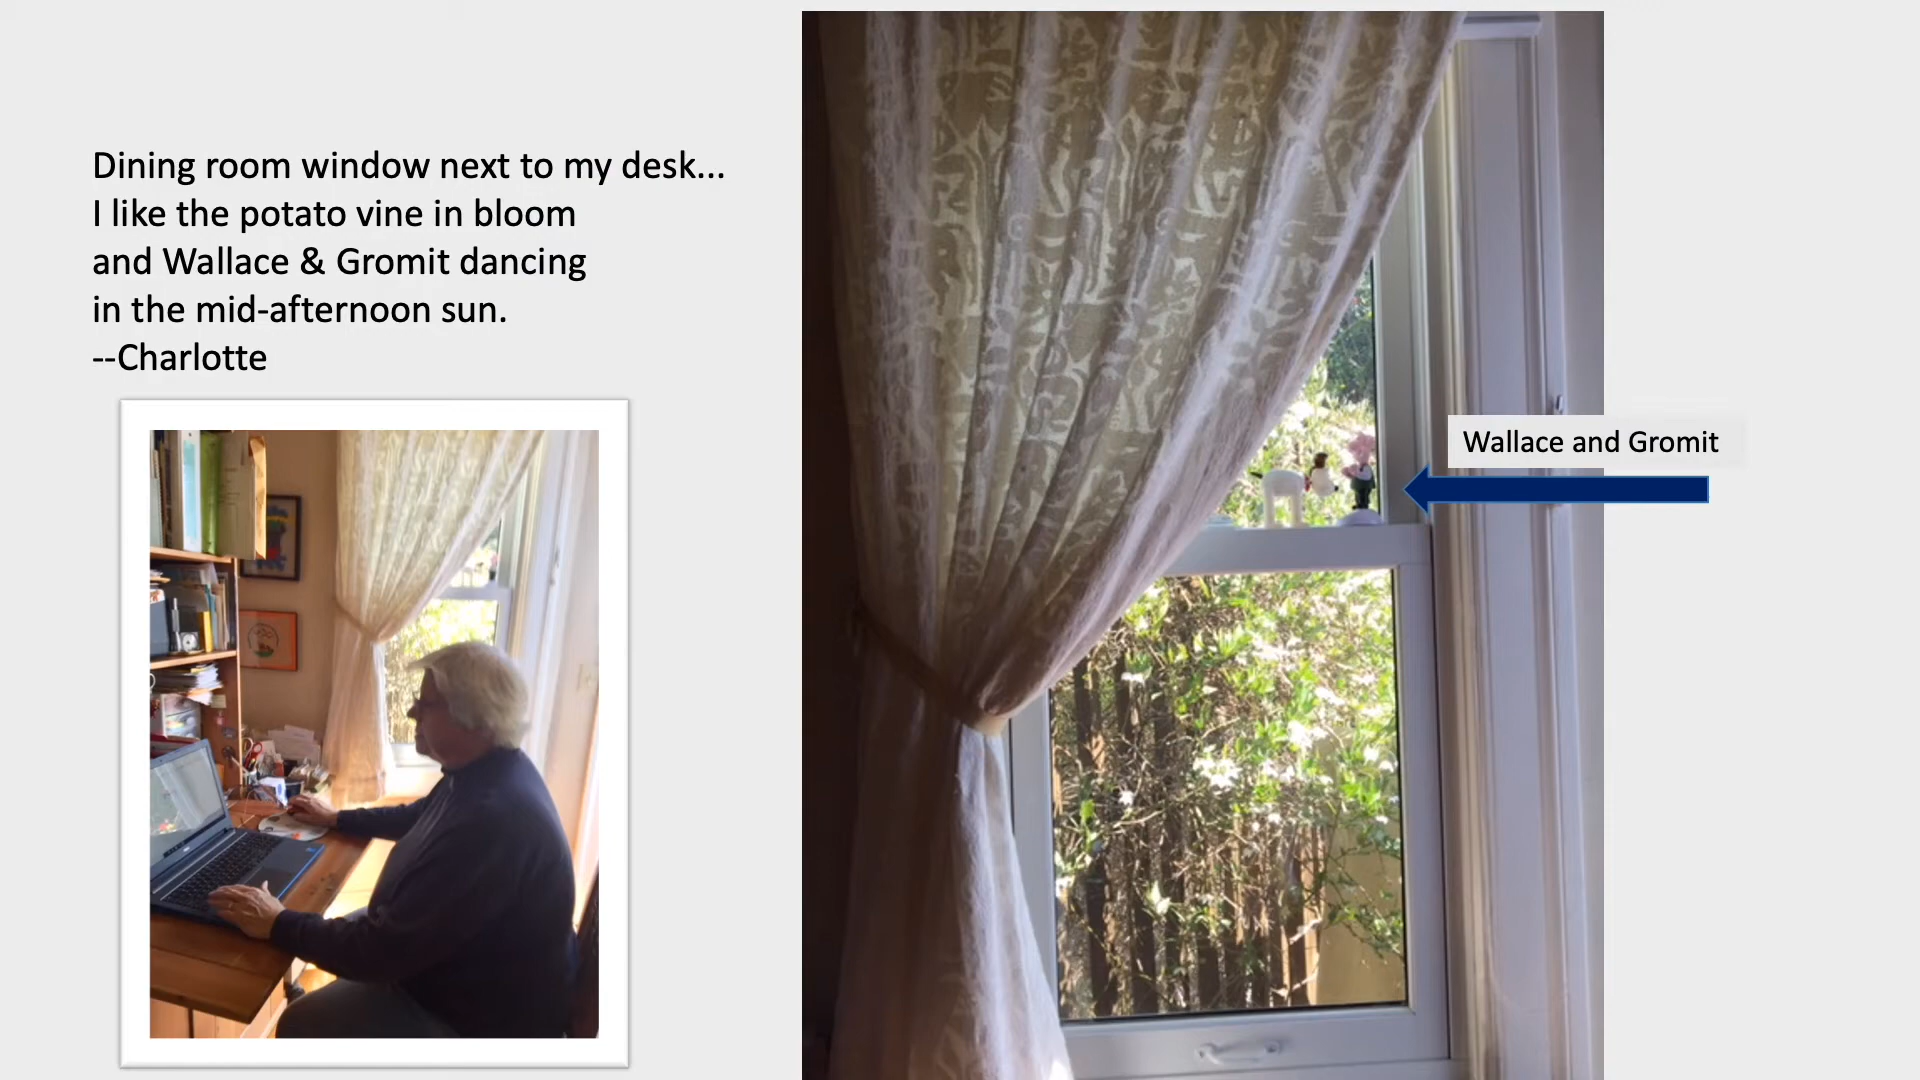 Dining room window next to my desk...
I like the potato vine in bloom
and Wallace & Gromit dancing
in the mid-afternoon sun.
--Charlotte
Wallace and Gromit